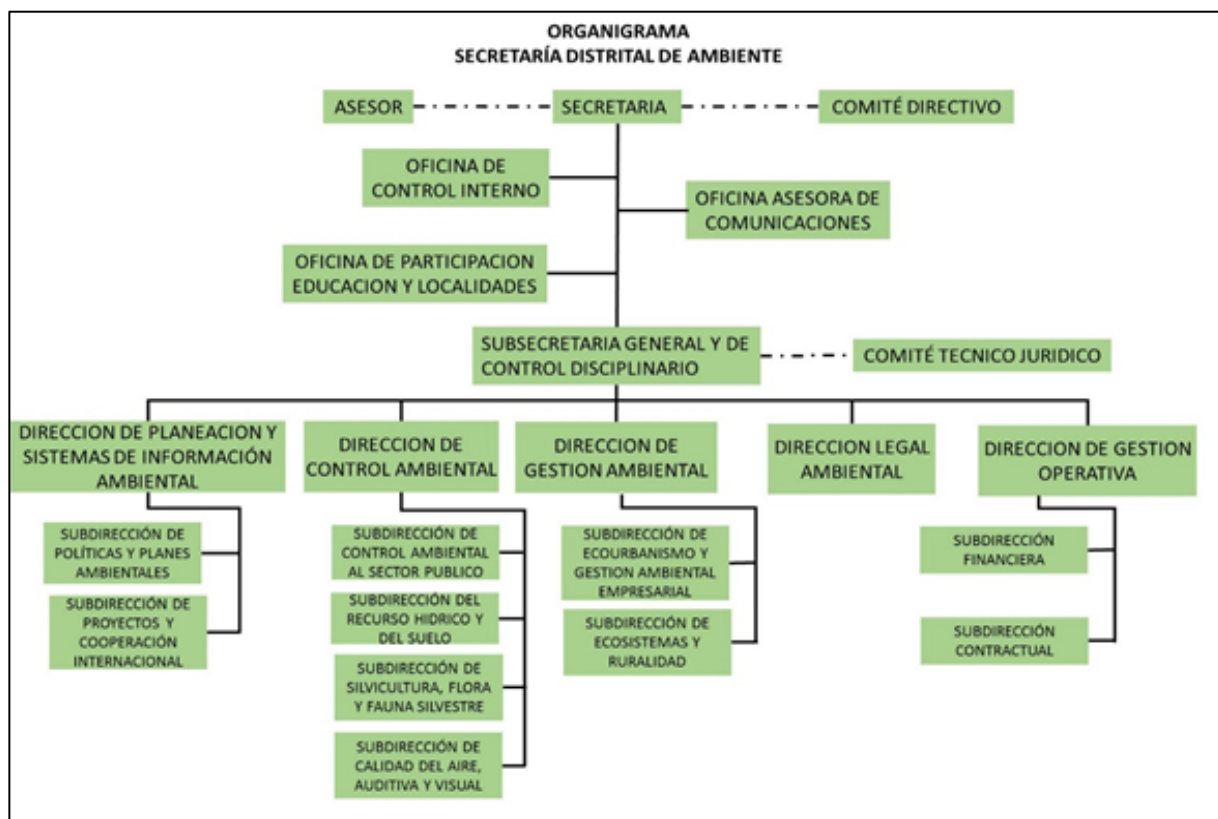 ORGANIGRAMA
SECRETARÍA DISTRITAL DE AMBIENTE
ASESOR
SECRETARIA
COMITÉ DIRECTIVO
OFICINA DE
CONTROL INTERNO
OFICINA ASESORA DE
COMUNICACIONES
OFICINA DE PARTICIPACION
EDUCACION Y LOCALIDADES
SUBSECRETARIA GENERAL Y DE
CONTROL DISCIPLINARIO
COMITÉ TECNICO JURIDICO
DIRECCION DE PLANEACION Y
SISTEMAS DE INFORMACIÓN
AMBIENTAL
DIRECCION DE
CONTROL AMBIENTAL
DIRECCION DE
GESTION AMBIENTAL
DIRECCION LEGAL
AMBIENTAL
DIRECCION DE GESTION
OPERATIVA
SUBDIRECCIÓN DE
POLÍTICAS Y PLANES
AMBIENTALES
SUBDIRECCIÓN DE
PROYECTOS Y
COOPERACIÓN
INTERNACIONAL
SUBDIRECCIÓN DE
CONTROL AMBIENTAL
AL SECTOR PUBLICO
SUBDIRECCIÓN DEL
RECURSO HIDRICO Y
DEL SUELO
SUBDIRECCIÓN DE
SILVICULTURA, FLORA
Y FAUNA SILVESTRE
SUBDIRECCIÓN DE
CALIDAD DEL AIRE,
AUDITIVA Y VISUAL
SUBDIRECCIÓN DE
ECOURBANISMO Y
GESTION AMBIENTAL
EMPRESARIAL
SUBDIRECCIÓN DE
ECOSISTEMAS Y
RURALIDAD
SUBDIRECCIÓN
FINANCIERA
SUBDIRECCIÓN
CONTRACTUAL